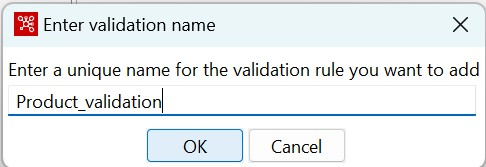 Enter validation name
Enter a unique name for the validation rule you want to add
Product_validation
OK Cancel